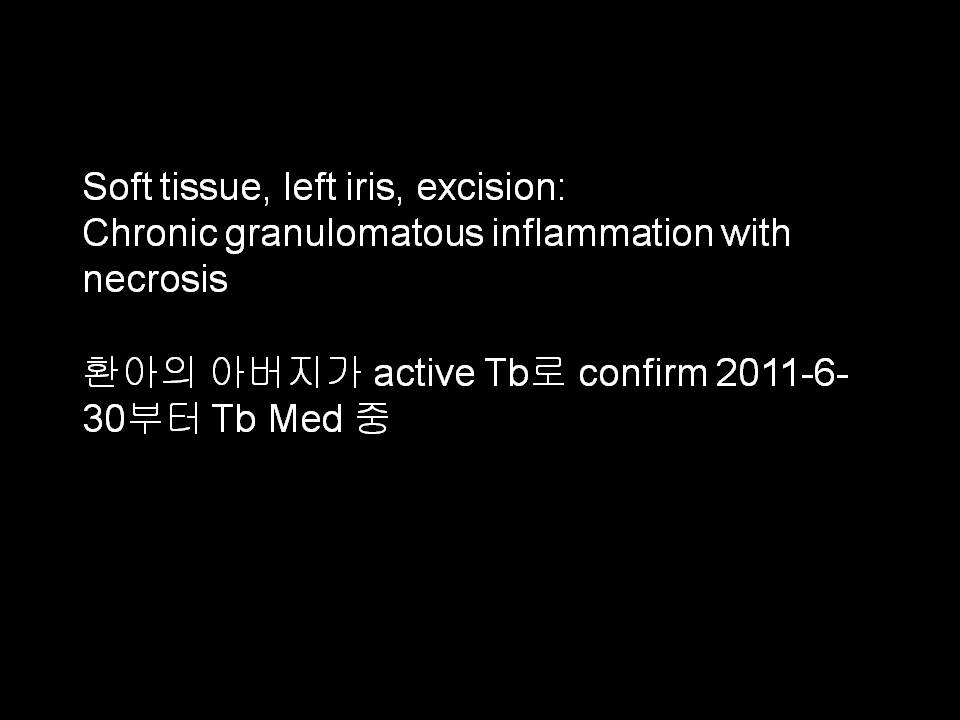 Soft tissue, left iris, excision:
Chronic granulomatous inflammation with
necrosis
환아의 아버지가 active Tb로 confirm 2011-6-
30부터 Tb Med 중